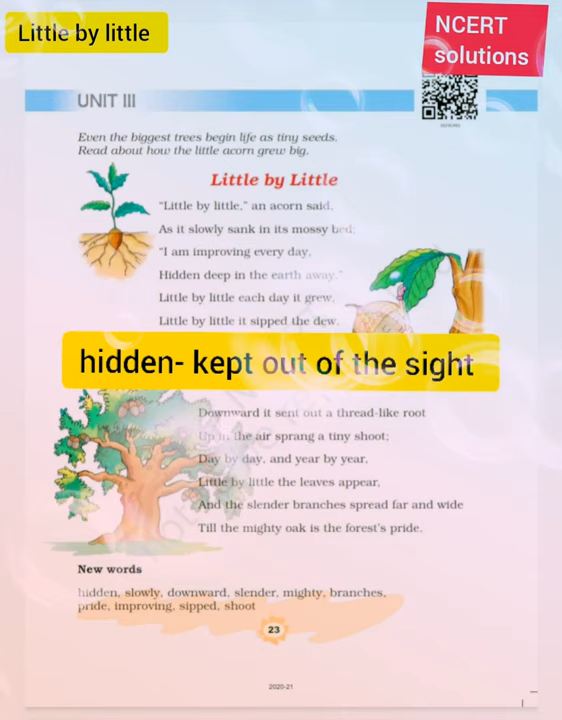 Little by little
NCERT
solutions
UNIT III
Even the biggest trees begin life as tiny seeds.
Read about how the little acorn grew big.
Little by Little
“Little by little,” an acorn said,
As it slowly sank in its mossy bed;
“I am improving every day,
Hidden deep in the earth away.”
Little by little each day it grew,
Little by little it sipped the dew.
hidden- kept out of the sight
Downward it sent out a thread-like root
Up in the air sprang a tiny shoot;
Day by day, and year by year,
Little by little the leaves appear,
And the slender branches spread far and wide
Till the mighty oak is the forest's pride.
New words
hidden, slowly, downward, slender, mighty, branches,
pride, improving, sipped, shoot
23
2020-21